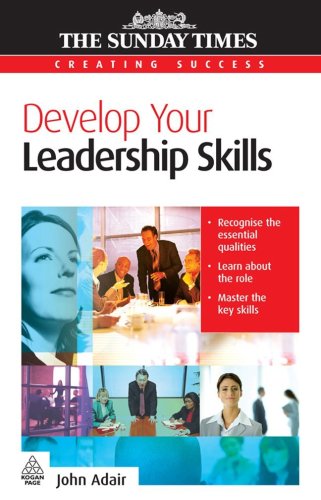 THE SUNDAY TIMES
CREATING SUCCESS
Develop Your
Leadership Skills
• Recognise the
essential
qualities
• Learn about
the role
• Master the
key skills
KOGAN
PAGE
John Adair